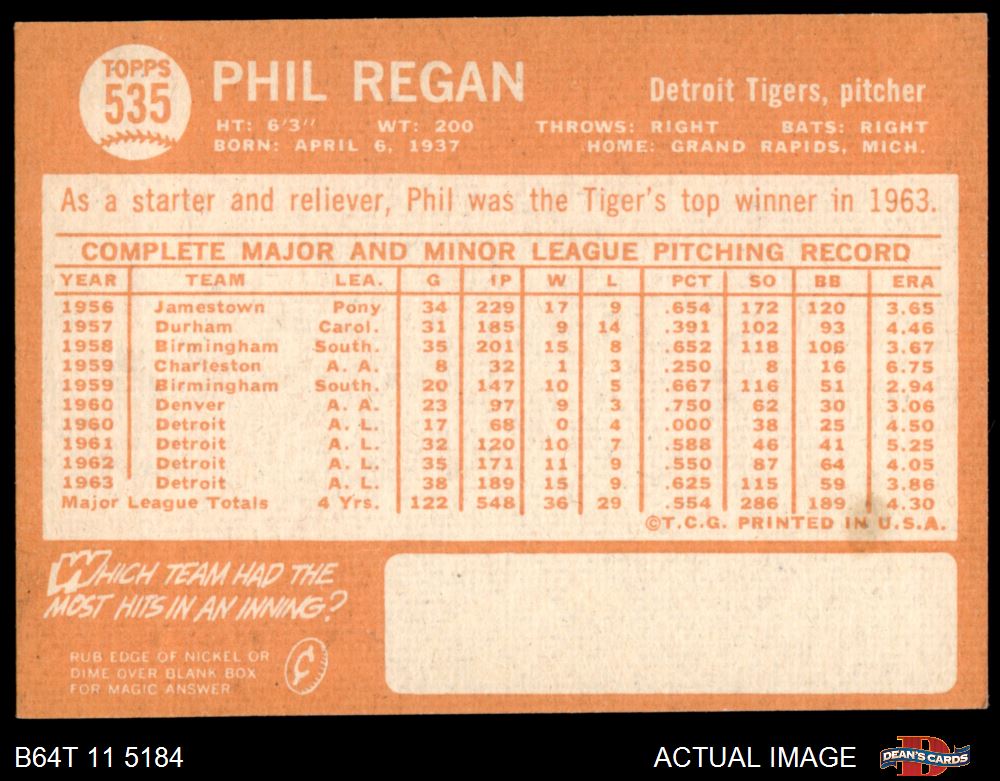 TOPPS
535
PHIL REGAN
Detroit Tigers, pitcher
HT: 6'3" WT: 200 THROWS: RIGHT BATS: RIGHT
BORN: APRIL 6, 1937 HOME: GRAND RAPIDS, MICH.
As a starter and reliever, Phil was the Tiger's top winner in 1963.
COMPLETE MAJOR AND MINOR LEAGUE PITCHING RECORD
YEAR TEAM LEA. G IP W L PCT SO BB ERA
1956 Jamestown Pony 34 229 17 9 .654 172 120 3.65
1957 Durham Carol. 31 185 9 14 .391 102 93 4.46
1958 Birmingham South. 35 201 15 8 .652 118 106 3.67
1959 Charleston A. A. 8 32 1 3 .250 8 16 6.75
1959 Birmingham South. 20 147 10 5 .667 116 51 2.94
1960 Denver A. A. 23 97 9 3 .750 62 30 3.06
1960 Detroit A. L. 17 68 0 4 .000 38 25 4.50
1961 Detroit A. L. 32 120 10 7 .588 46 41 5.25
1962 Detroit A. L. 35 171 11 9 .550 87 64 4.05
1963 Detroit A. L. 38 189 15 9 .625 115 59 3.86
Major League Totals 4 Yrs. 122 548 36 29 .554 286 189 4.30
©T.C.G. PRINTED IN U.S.A.
WHICH TEAM HAD THE
MOST HITS IN AN INNING?
RUB EDGE OF NICKEL OR
DIME OVER BLANK BOX
FOR MAGIC ANSWER
¢
B64T 11 5184
ACTUAL IMAGE
DEAN'S CARDS